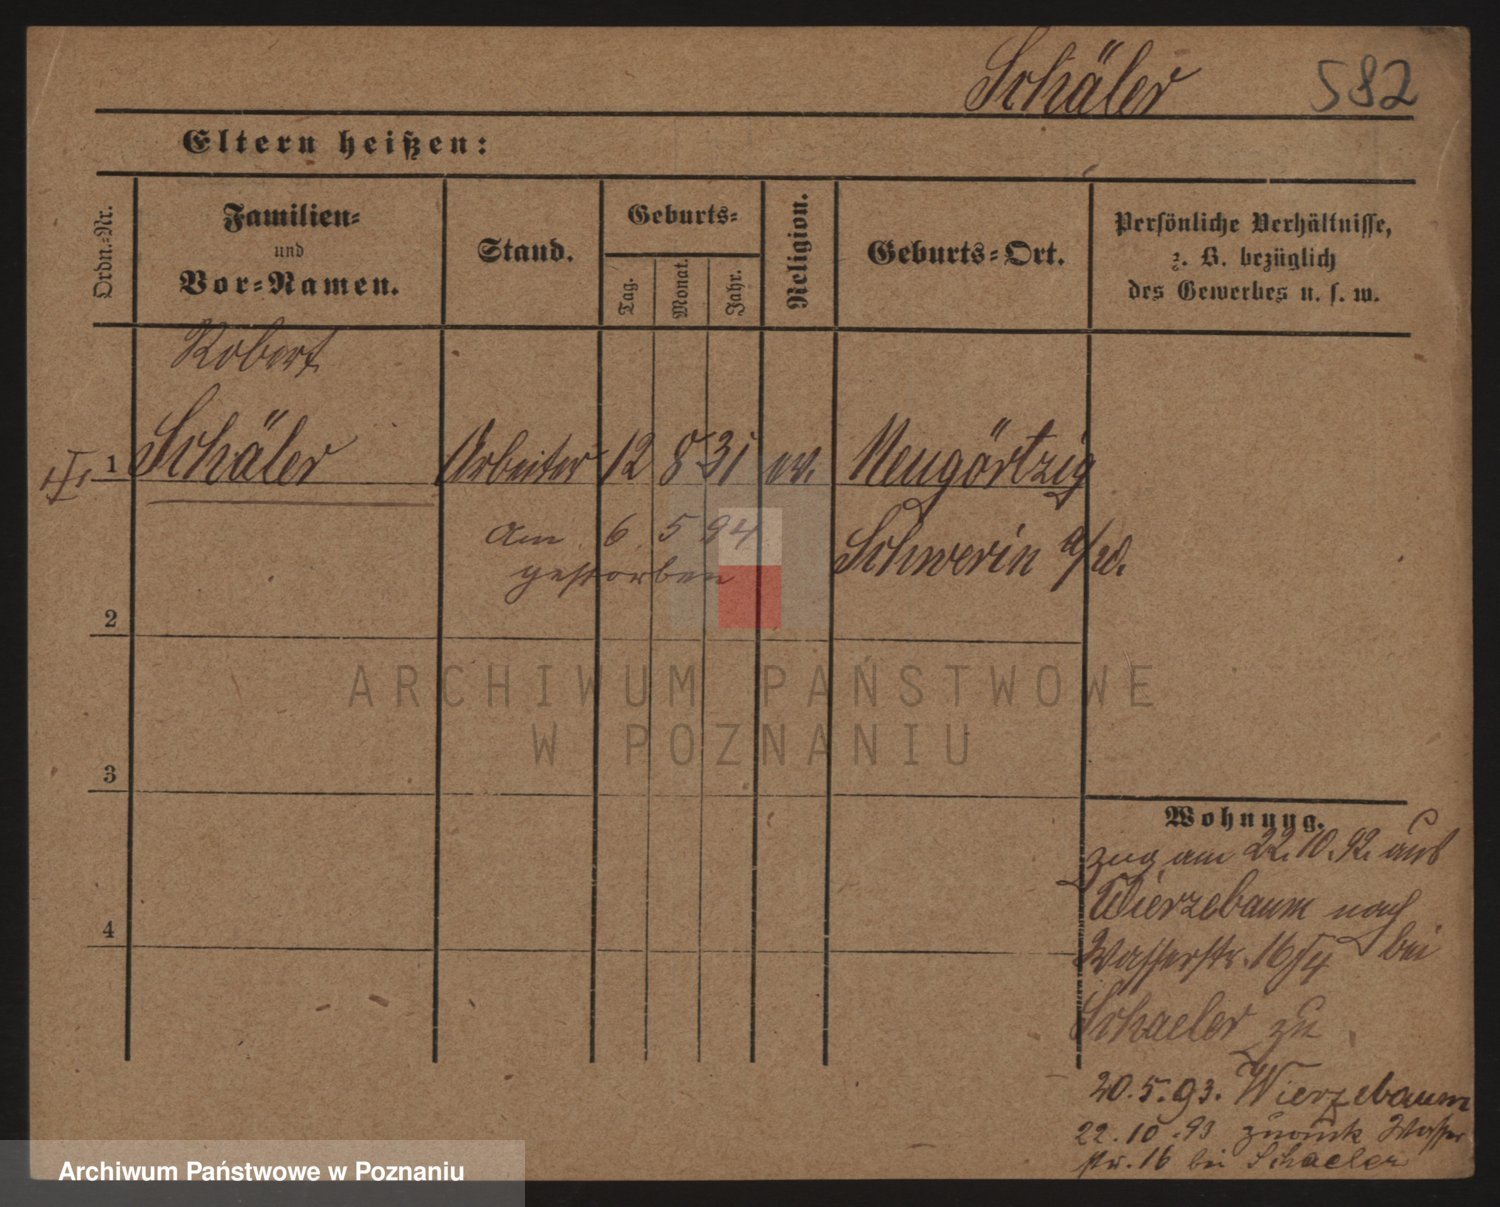 Schäler 582
Eltern heißen:
Ordn.-Nr.
Familien-
und
Vor-Namen.
Stand.
Geburts-
Tag.
Monat.
Jahr.
Religion.
Geburts-Ort.
Persönliche Verhältnisse,
z. B. bezüglich
des Gewerbes u. s. w.
Robert
1 Schäler Arbeiter 12 8 31 ev. Neugörtzig
Schwerin a/W.
am 6 5 94
gestorben
2
3
4
Wohnung.
zug am 22.10.92 aus
Wierzebaum nach
Wasserstr. 16 bei
Schaeler zu
20.5.93. Wierzebaum
22.10.93 zurück Wasser
str. 16 bei Schaeler
ARCHIWUM PAŃSTWOWE
W POZNANIU
Archiwum Państwowe w Poznaniu